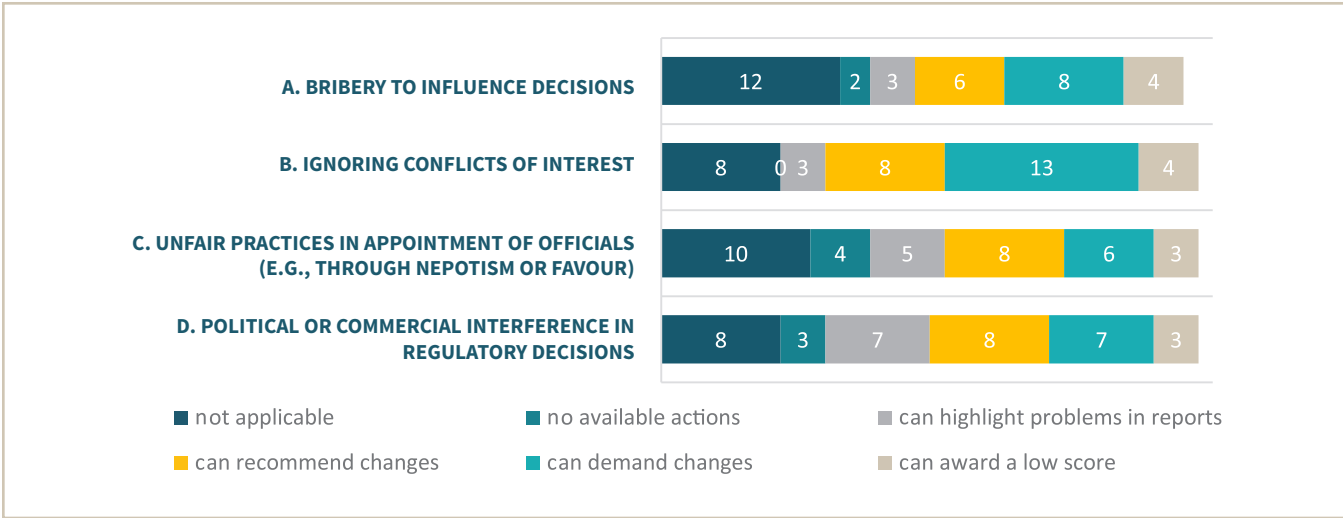 A. BRIBERY TO INFLUENCE DECISIONS
12 2 3 6 8 4
B. IGNORING CONFLICTS OF INTEREST
8 0 3 8 13 4
C. UNFAIR PRACTICES IN APPOINTMENT OF OFFICIALS
(E.G., THROUGH NEPOTISM OR FAVOUR)
10 4 5 8 6 3
D. POLITICAL OR COMMERCIAL INTERFERENCE IN
REGULATORY DECISIONS
8 3 7 8 7 3
not applicable
no available actions
can highlight problems in reports
can recommend changes
can demand changes
can award a low score